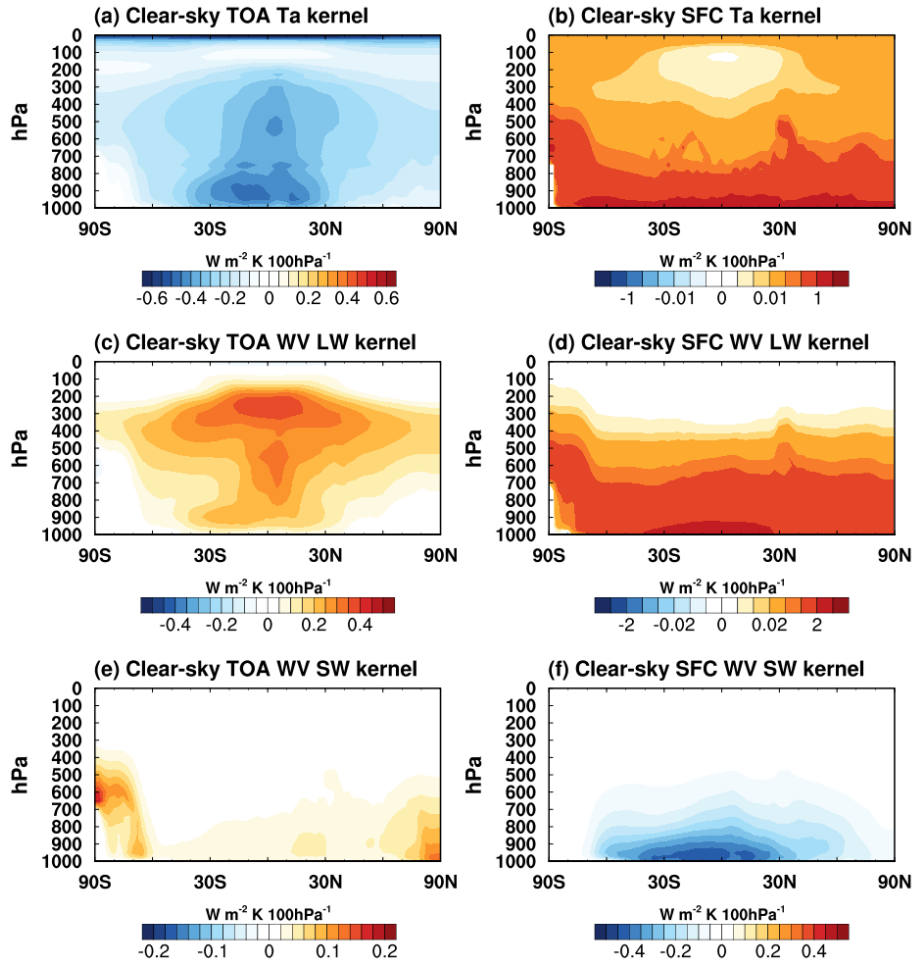 (a) Clear-sky TOA Ta kernel
0
100
200
300
400
500
600
700
800
900
1000
hPa
90S 30S 30N 90N
W m⁻² K 100hPa⁻¹
-0.6 -0.4 -0.2 0 0.2 0.4 0.6
(b) Clear-sky SFC Ta kernel
0
100
200
300
400
500
600
700
800
900
1000
hPa
90S 30S 30N 90N
W m⁻² K 100hPa⁻¹
-1 -0.01 0 0.01 1
(c) Clear-sky TOA WV LW kernel
0
100
200
300
400
500
600
700
800
900
1000
hPa
90S 30S 30N 90N
W m⁻² K 100hPa⁻¹
-0.4 -0.2 0 0.2 0.4
(d) Clear-sky SFC WV LW kernel
0
100
200
300
400
500
600
700
800
900
1000
hPa
90S 30S 30N 90N
W m⁻² K 100hPa⁻¹
-2 -0.02 0 0.02 2
(e) Clear-sky TOA WV SW kernel
0
100
200
300
400
500
600
700
800
900
1000
hPa
90S 30S 30N 90N
W m⁻² K 100hPa⁻¹
-0.2 -0.1 0 0.1 0.2
(f) Clear-sky SFC WV SW kernel
0
100
200
300
400
500
600
700
800
900
1000
hPa
90S 30S 30N 90N
W m⁻² K 100hPa⁻¹
-0.4 -0.2 0 0.2 0.4